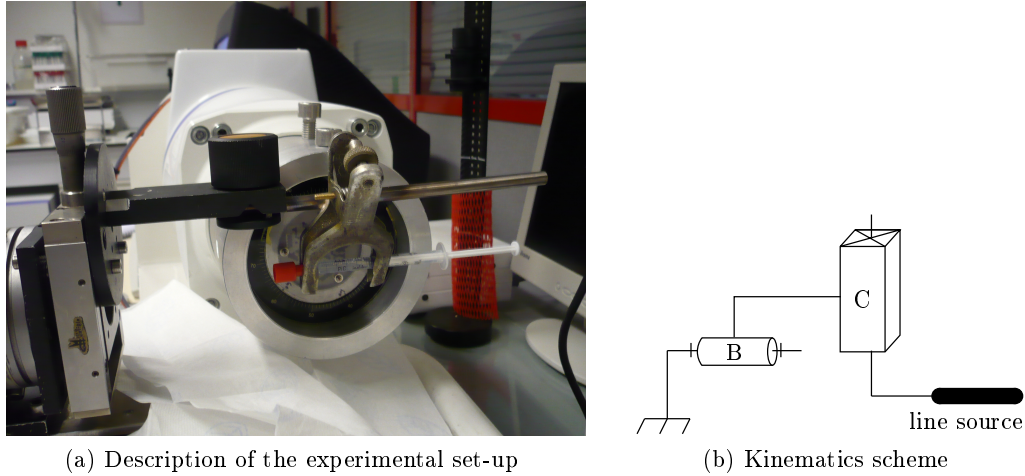 B
C
line source
(a) Description of the experimental set-up
(b) Kinematics scheme